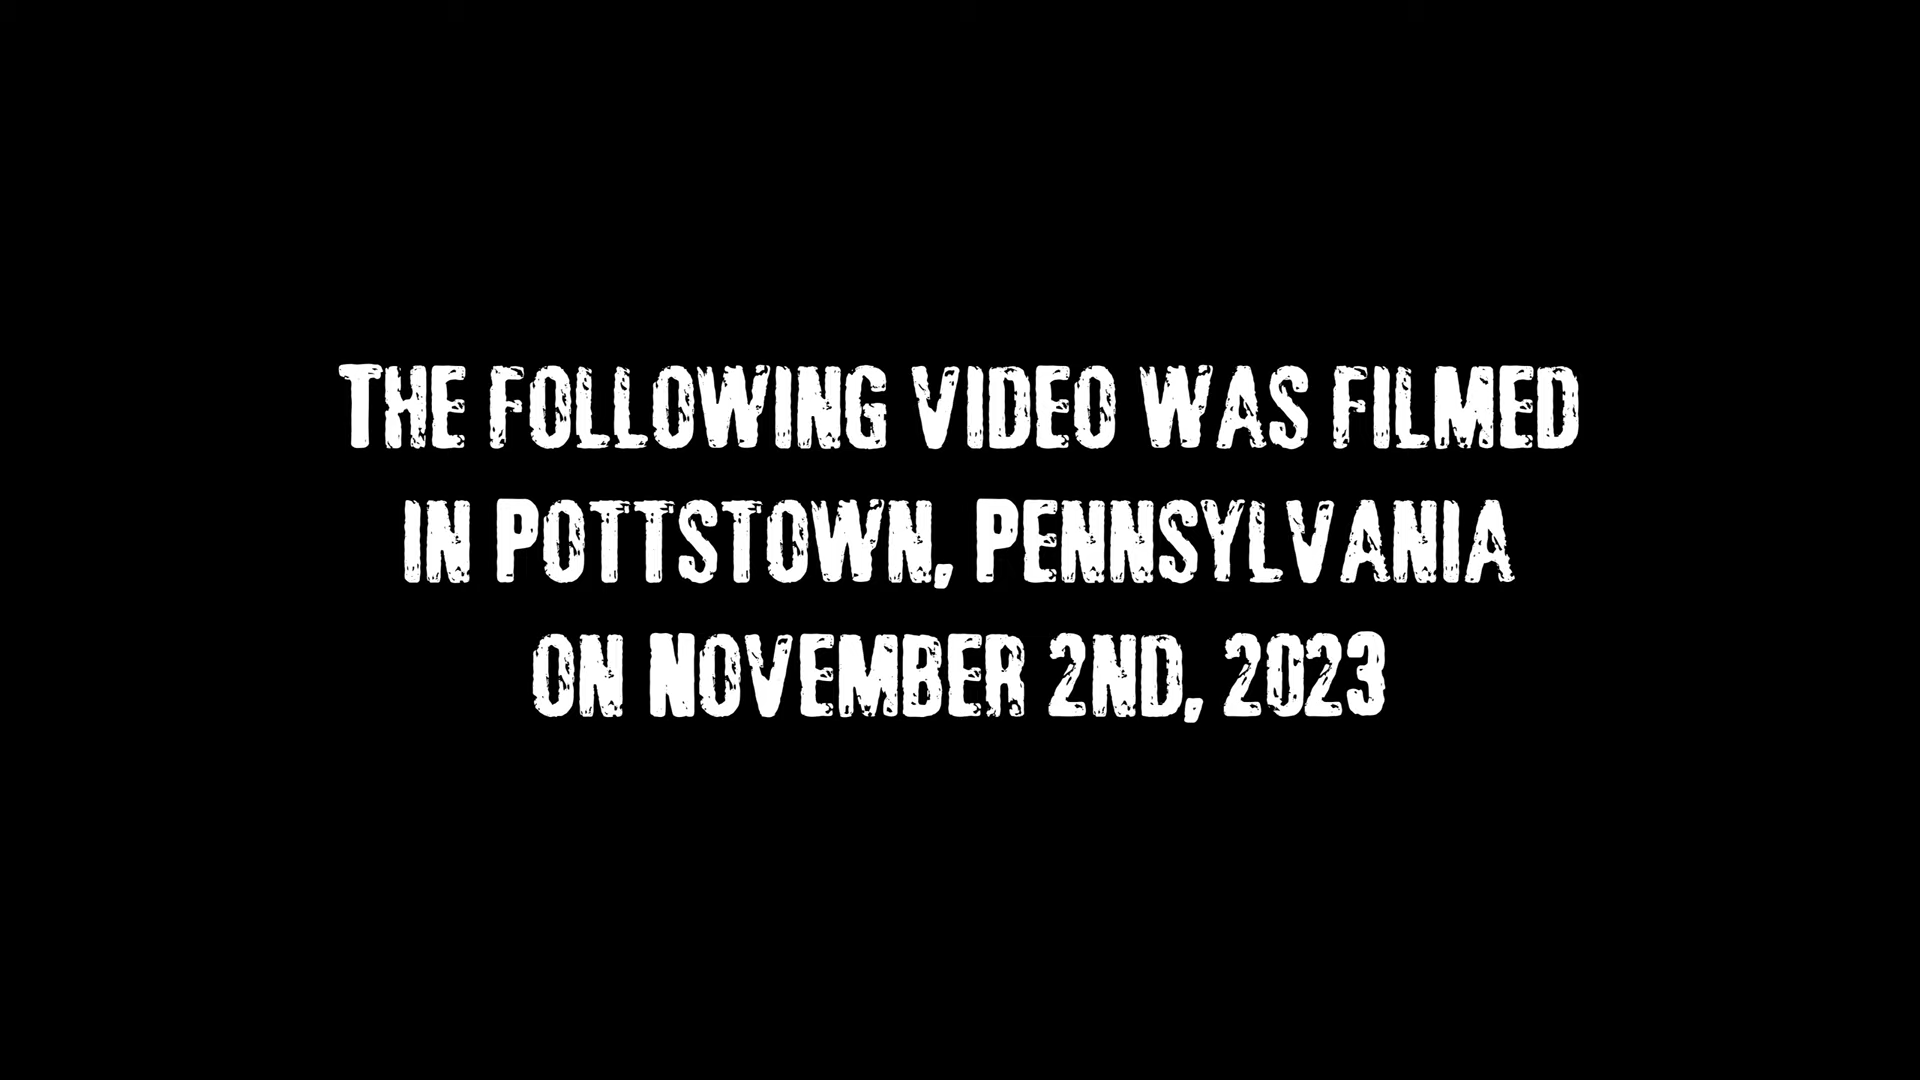 THE FOLLOWING VIDEO WAS FILMED
IN POTTSTOWN, PENNSYLVANIA
ON NOVEMBER 2ND, 2023